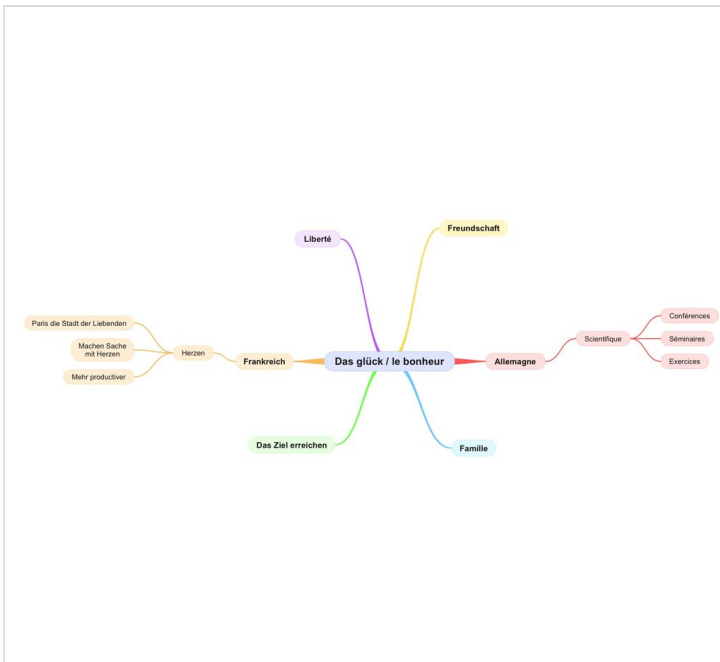 Freundschaft
Liberté
Conférences
Paris die Stadt der Liebenden
Scientifique
Séminaires
Machen Sache
mit Herzen
Herzen
Frankreich
Das glück / le bonheur
Allemagne
Exercices
Mehr productiver
Das Ziel erreichen
Famille